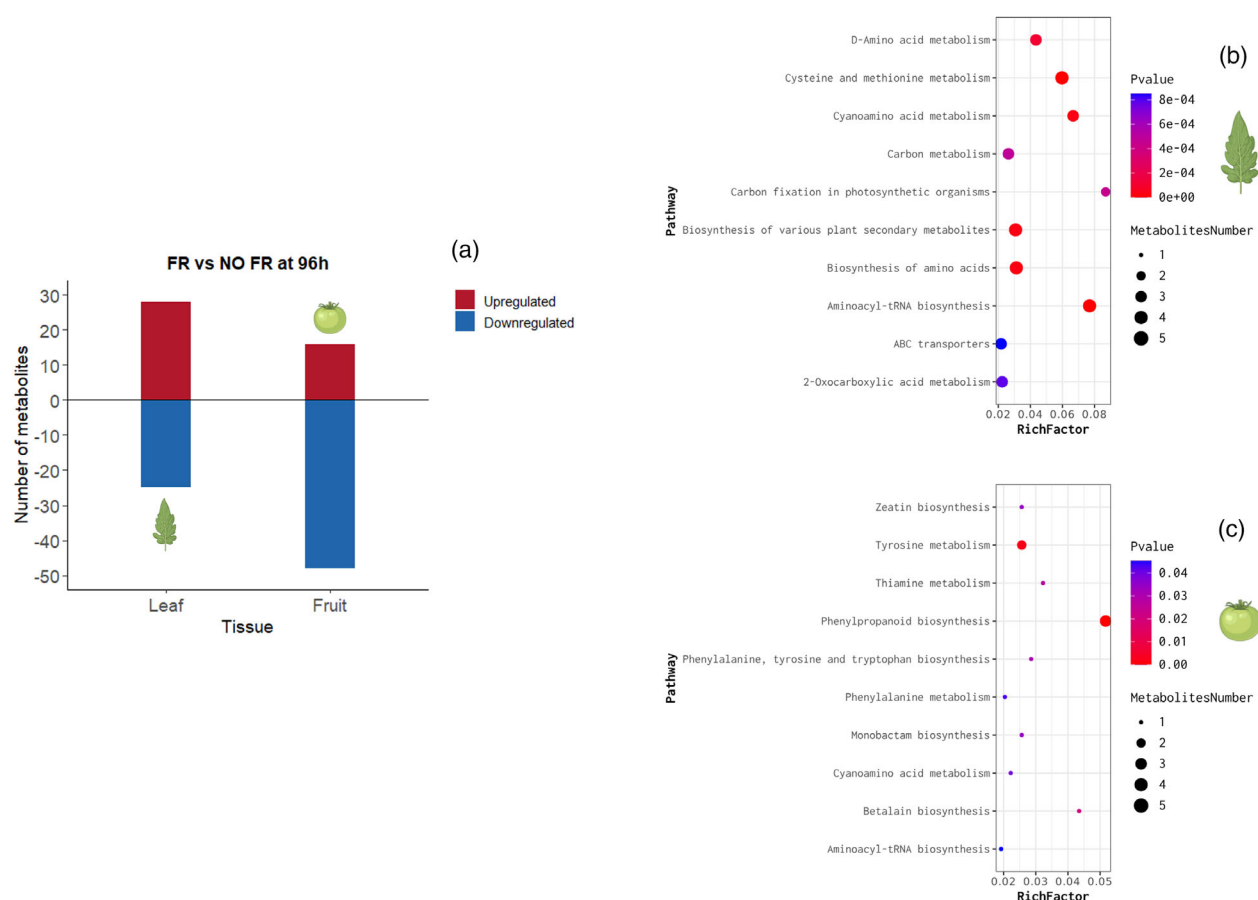 (a)
FR vs NO FR at 96h
30
20
10
0
-10
-20
-30
-40
-50
Number of metabolites
Leaf
Fruit
Tissue
Upregulated
Downregulated
(b)
Pathway
D-Amino acid metabolism
Cysteine and methionine metabolism
Cyanoamino acid metabolism
Carbon metabolism
Carbon fixation in photosynthetic organisms
Biosynthesis of various plant secondary metabolites
Biosynthesis of amino acids
Aminoacyl-tRNA biosynthesis
ABC transporters
2-Oxocarboxylic acid metabolism
0.02 0.04 0.06 0.08
RichFactor
Pvalue
8e-04
6e-04
4e-04
2e-04
0e+00
MetabolitesNumber
1
2
3
4
5
(c)
Pathway
Zeatin biosynthesis
Tyrosine metabolism
Thiamine metabolism
Phenylpropanoid biosynthesis
Phenylalanine, tyrosine and tryptophan biosynthesis
Phenylalanine metabolism
Monobactam biosynthesis
Cyanoamino acid metabolism
Betalain biosynthesis
Aminoacyl-tRNA biosynthesis
0.02 0.03 0.04 0.05
RichFactor
Pvalue
0.04
0.03
0.02
0.01
0.00
MetabolitesNumber
1
2
3
4
5